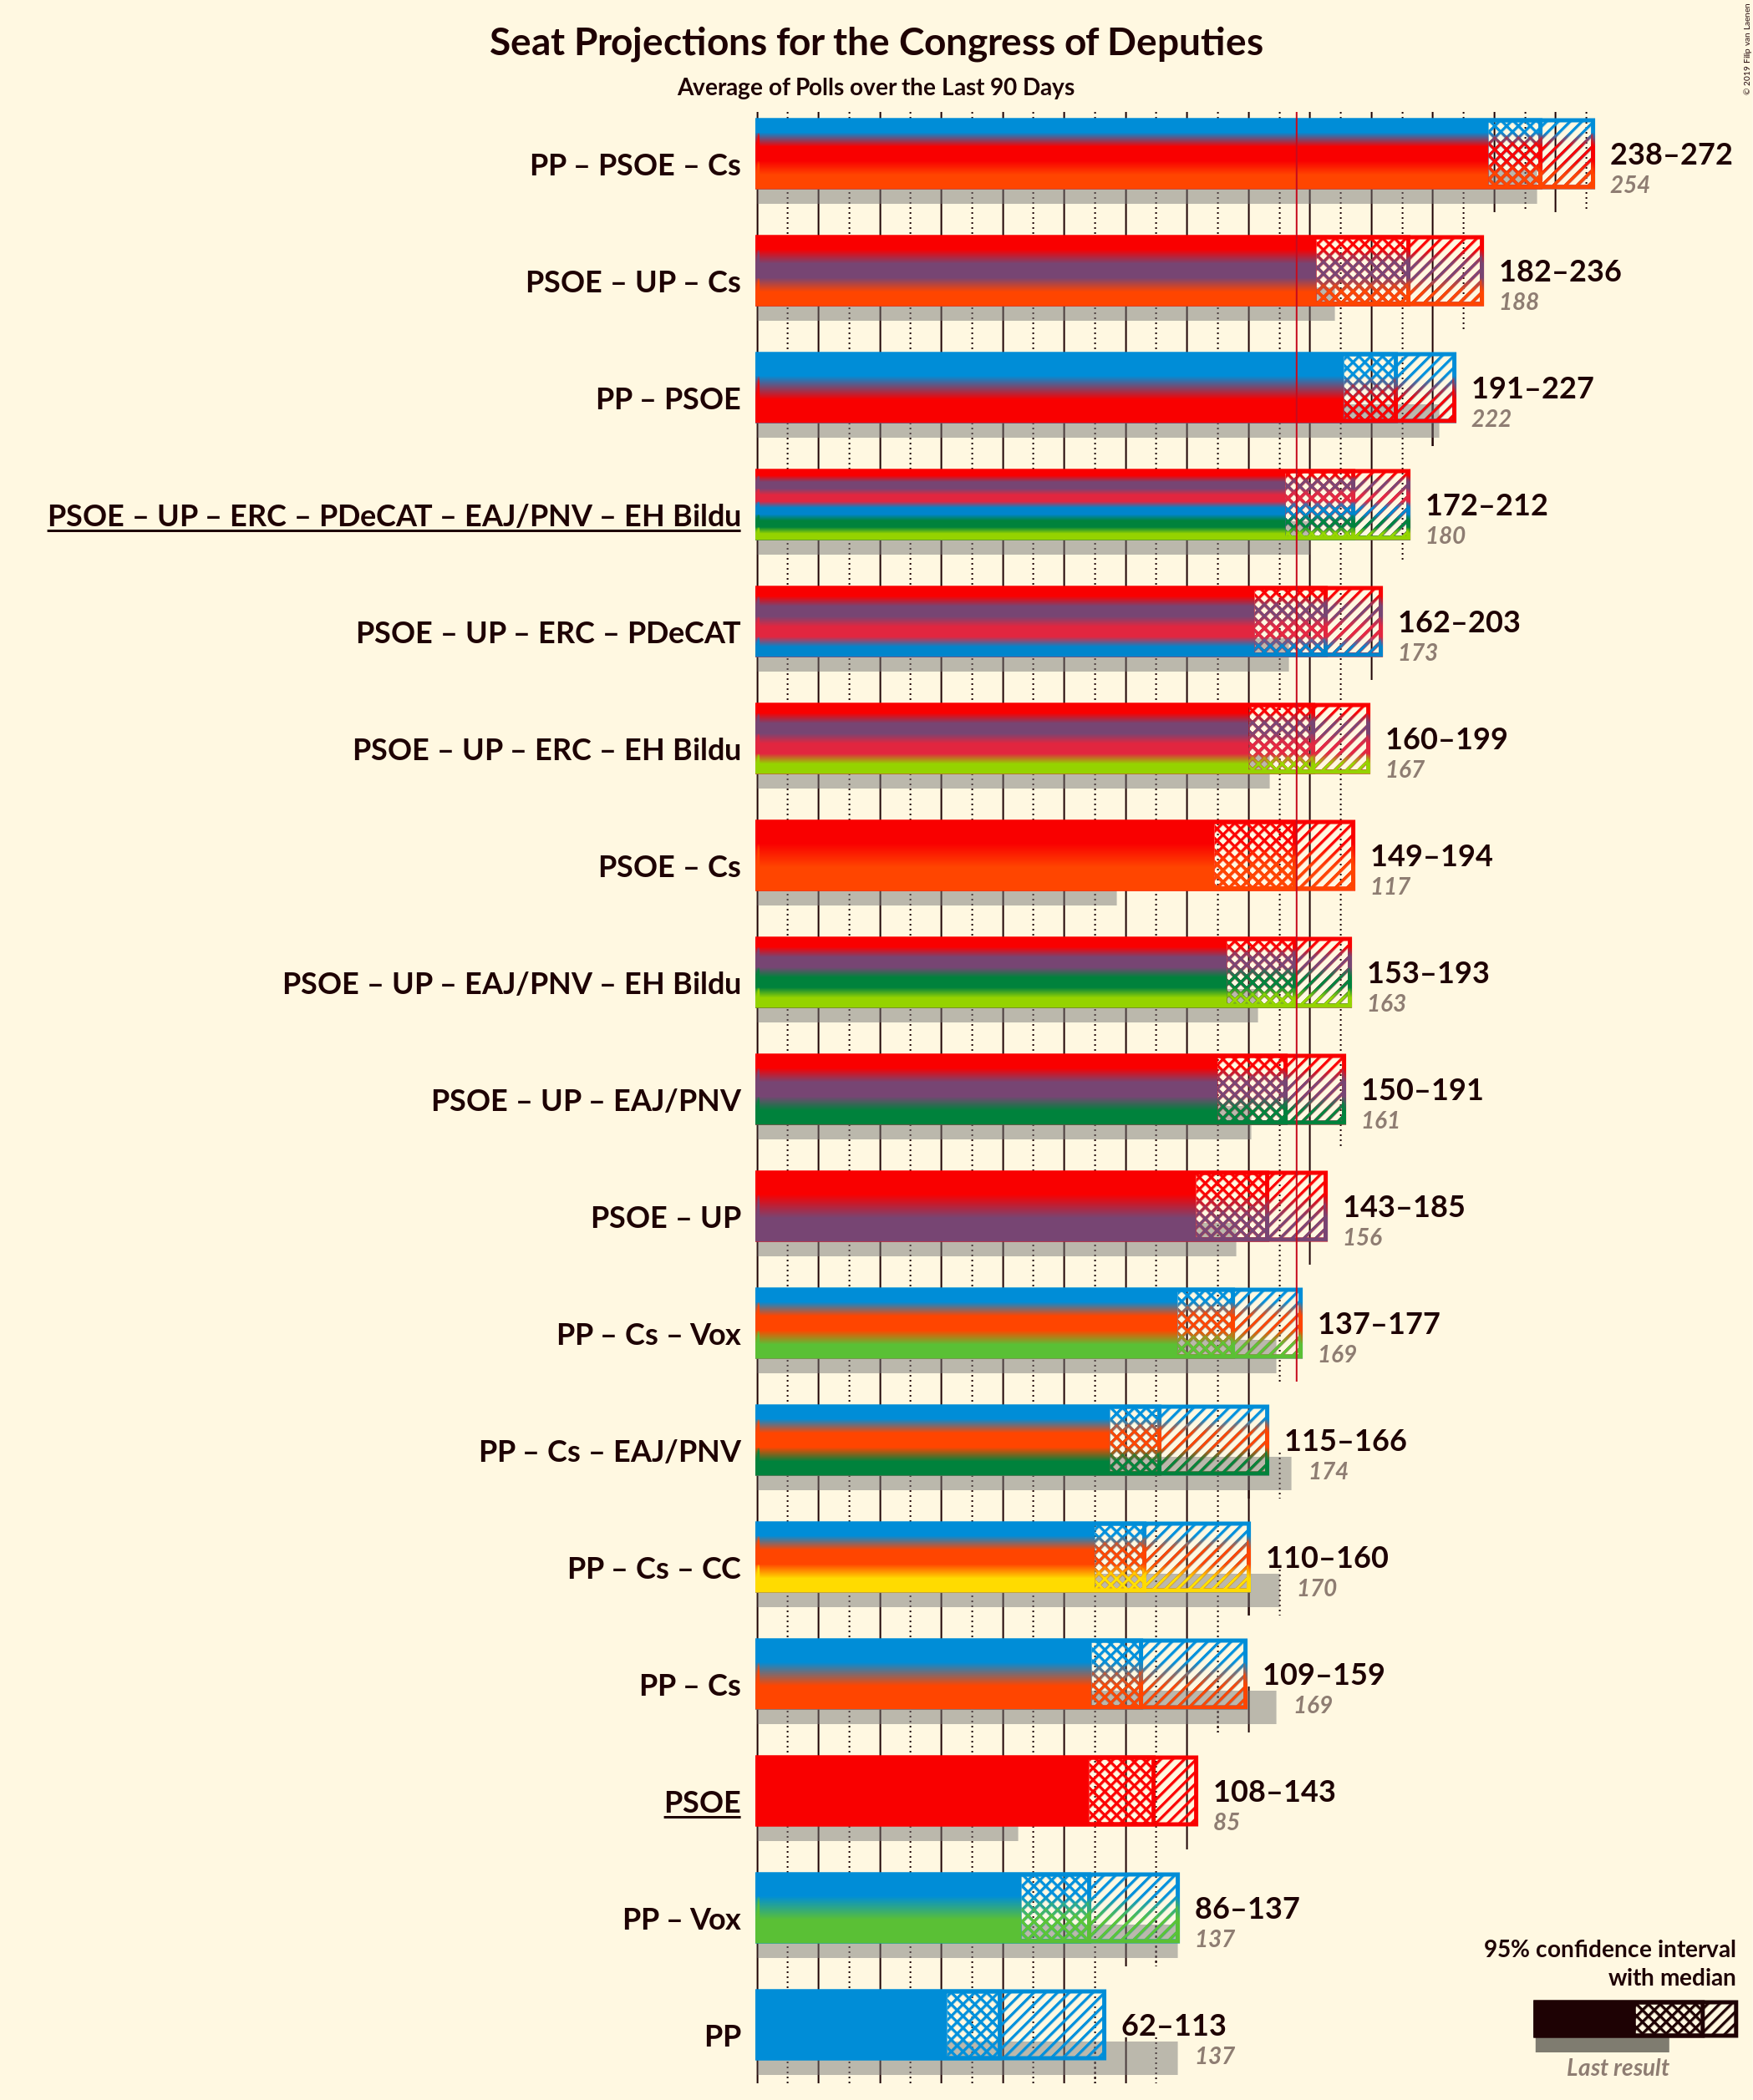 Seat Projections for the Congress of Deputies
Average of Polls over the Last 90 Days
© 2019 Filip van Laenen
PP – PSOE – Cs
238–272
254
PSOE – UP – Cs
182–236
188
PP – PSOE
191–227
222
PSOE – UP – ERC – PDeCAT – EAJ/PNV – EH Bildu
172–212
180
PSOE – UP – ERC – PDeCAT
162–203
173
PSOE – UP – ERC – EH Bildu
160–199
167
PSOE – Cs
149–194
117
PSOE – UP – EAJ/PNV – EH Bildu
153–193
163
PSOE – UP – EAJ/PNV
150–191
161
PSOE – UP
143–185
156
PP – Cs – Vox
137–177
169
PP – Cs – EAJ/PNV
115–166
174
PP – Cs – CC
110–160
170
PP – Cs
109–159
169
PSOE
108–143
85
PP – Vox
86–137
137
PP
62–113
137
95% confidence interval
with median
Last result